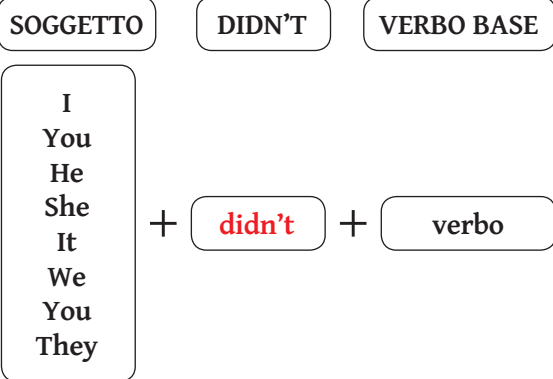 SOGGETTO DIDN’T VERBO BASE
I
You
He
She
It
We
You
They
+ didn’t + verbo